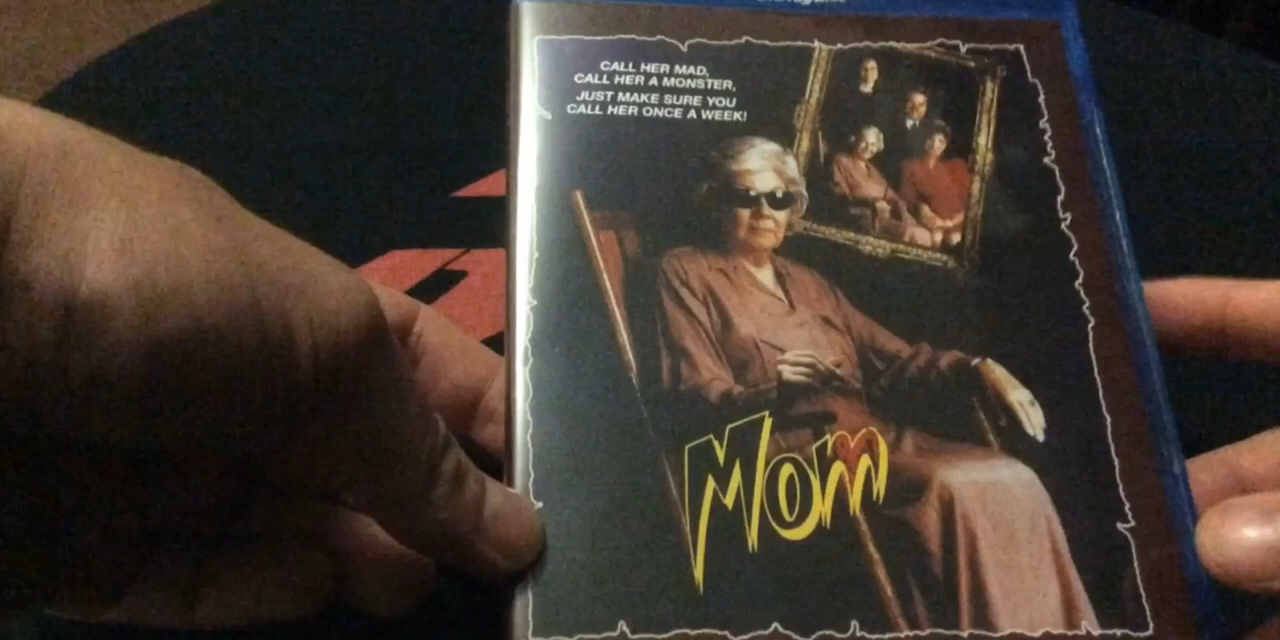 CALL HER MAD,
CALL HER A MONSTER,
JUST MAKE SURE YOU
CALL HER ONCE A WEEK!
Mom